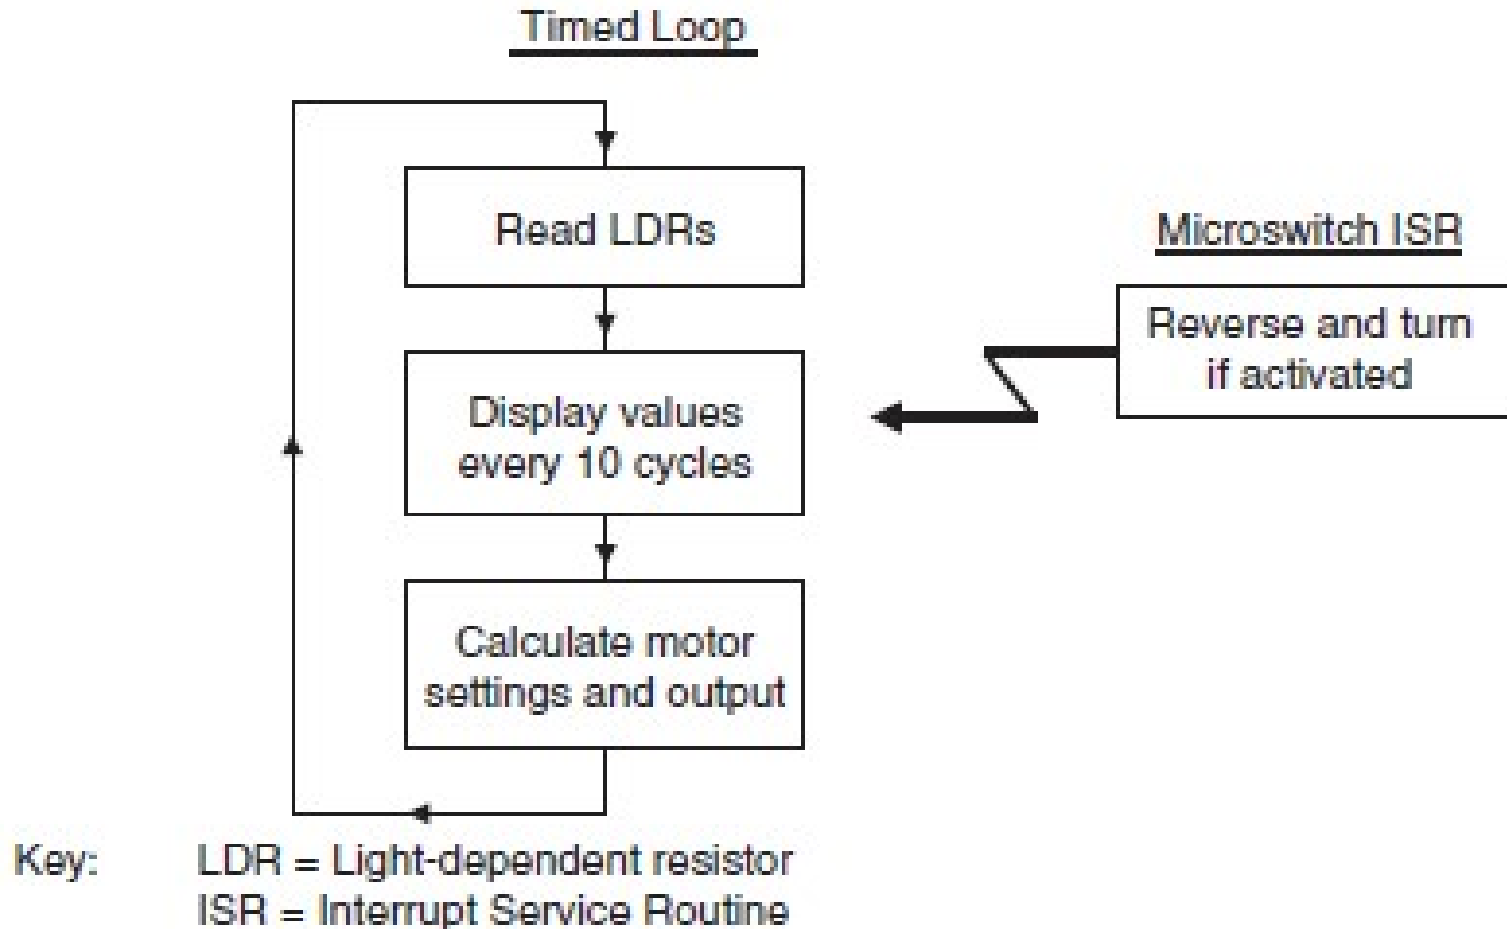 Timed Loop
Read LDRs
Display values
every 10 cycles
Calculate motor
settings and output
Microswitch ISR
Reverse and turn
if activated
Key: LDR = Light-dependent resistor
ISR = Interrupt Service Routine